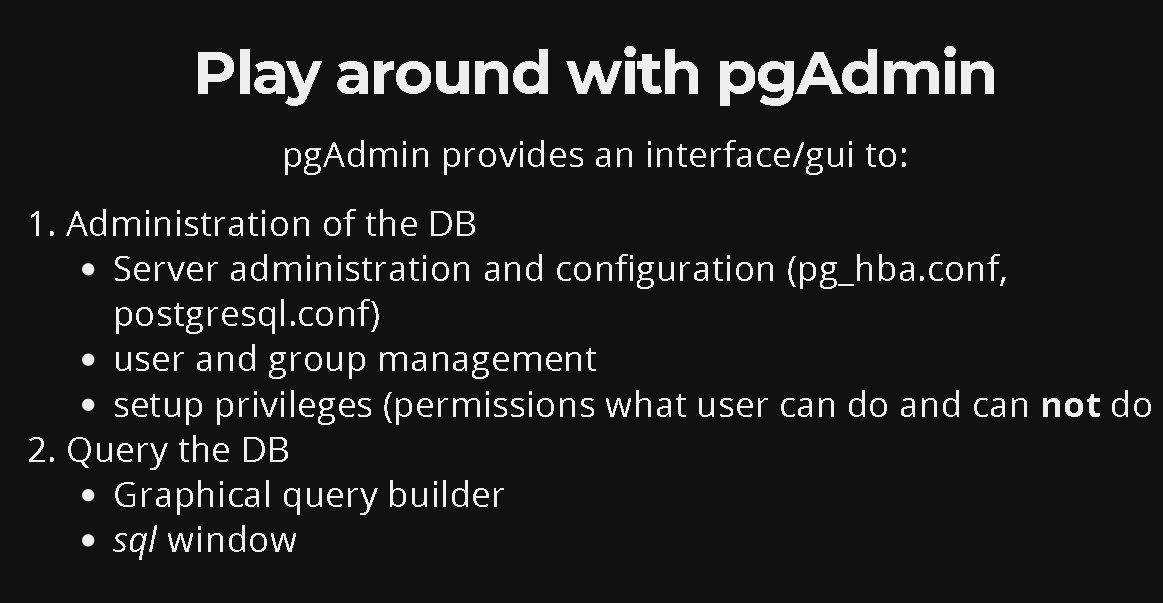 Play around with pgAdmin
pgAdmin provides an interface/gui to:
1. Administration of the DB
• Server administration and configuration (pg_hba.conf,
postgresql.conf)
• user and group management
• setup privileges (permissions what user can do and can not do
2. Query the DB
• Graphical query builder
• sql window